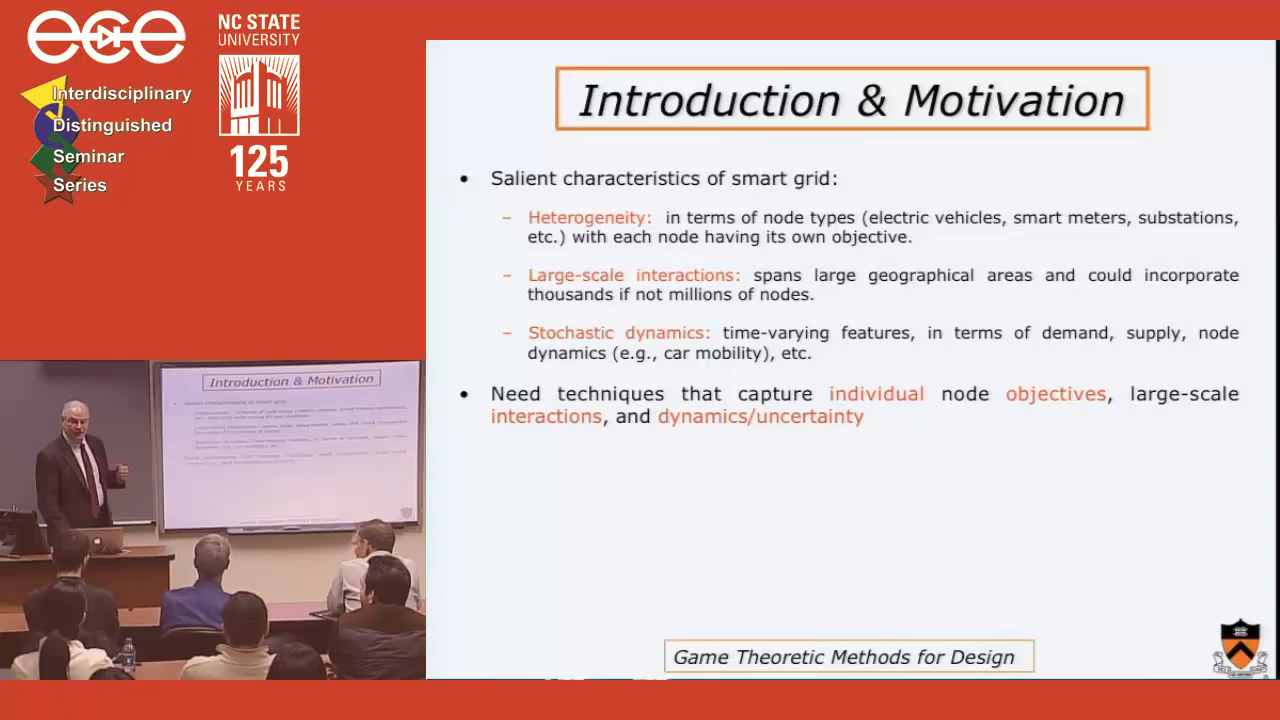 ece
NC STATE
UNIVERSITY
Interdisciplinary
Distinguished
Seminar
Series
125
YEARS
Introduction & Motivation
• Salient characteristics of smart grid:
– Heterogeneity: in terms of node types (electric vehicles, smart meters, substations,
etc.) with each node having its own objective.
– Large-scale interactions: spans large geographical areas and could incorporate
thousands if not millions of nodes.
– Stochastic dynamics: time-varying features, in terms of demand, supply, node
dynamics (e.g., car mobility), etc.
• Need techniques that capture individual node objectives, large-scale
interactions, and dynamics/uncertainty
Game Theoretic Methods for Design
Introduction & Motivation